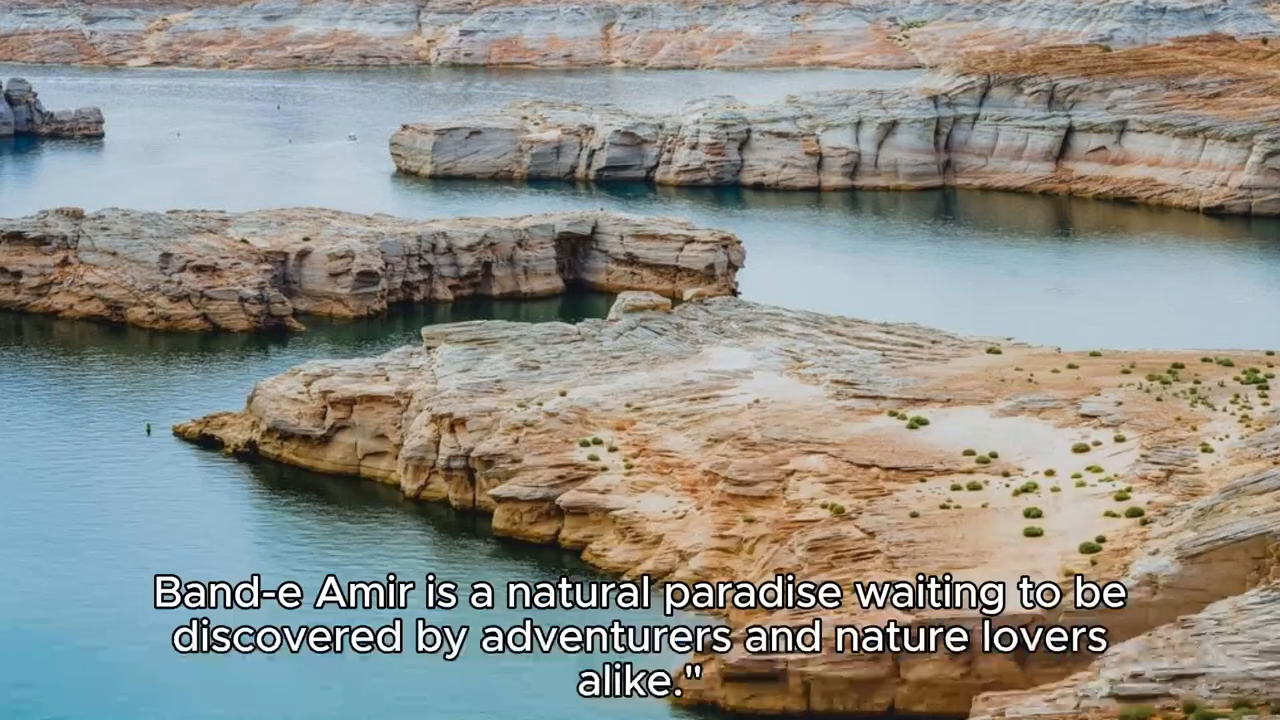 Band-e Amir is a natural paradise waiting to be
discovered by adventurers and nature lovers
alike."